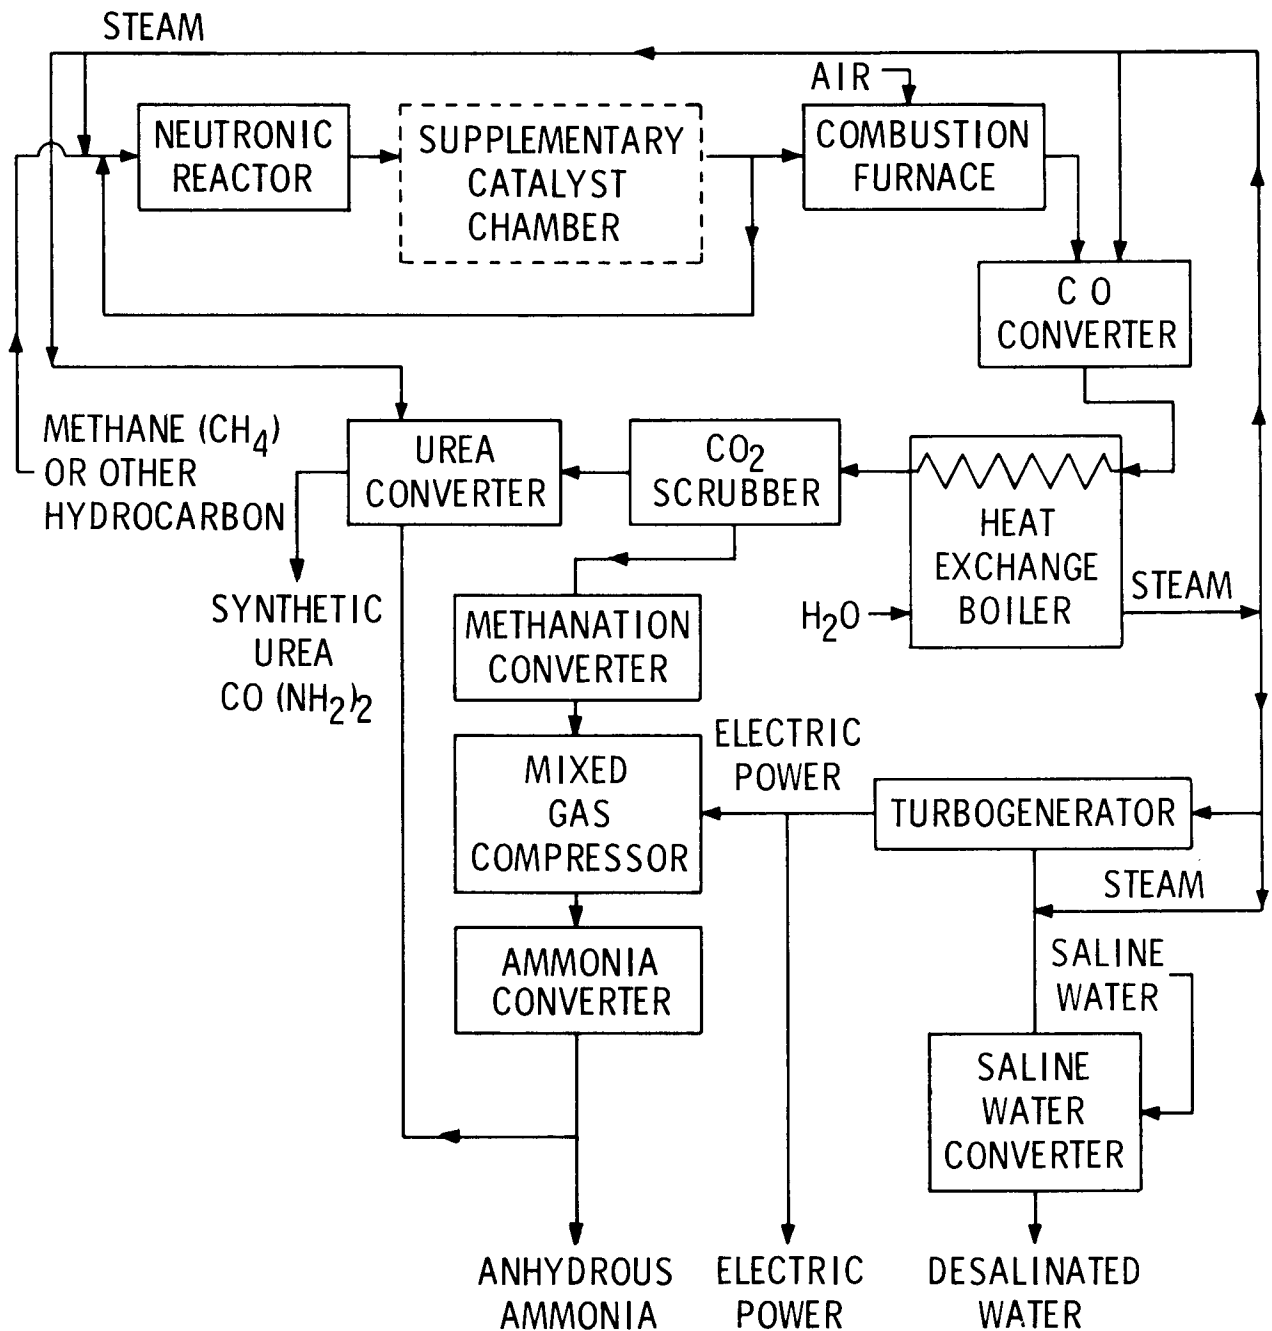 STEAM
AIR
NEUTRONIC
REACTOR
SUPPLEMENTARY
CATALYST
CHAMBER
COMBUSTION
FURNACE
CO
CONVERTER
METHANE (CH4)
OR OTHER
HYDROCARBON
UREA
CONVERTER
CO2
SCRUBBER
HEAT
EXCHANGE
BOILER
STEAM
H2O
SYNTHETIC
UREA
CO (NH2)2
METHANATION
CONVERTER
MIXED
GAS
COMPRESSOR
ELECTRIC
POWER
TURBOGENERATOR
STEAM
AMMONIA
CONVERTER
SALINE
WATER
SALINE
WATER
CONVERTER
ANHYDROUS
AMMONIA
ELECTRIC
POWER
DESALINATED
WATER